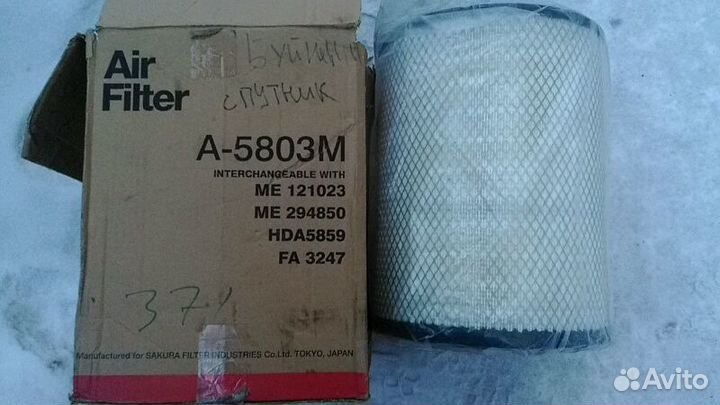 Air
Filter
спутник
A-5803M
INTERCHANGEABLE WITH
ME 121023
ME 294850
HDA5859
FA 3247
Manufactured for SAKURA FILTER INDUSTRIES Co.Ltd. TOKYO, JAPAN
Avito